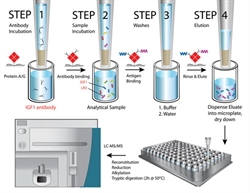 STEP
1
Antibody
Incubation
STEP
2
Sample
Incubation
STEP
3
Washes
STEP
4
Elution
Protein A/G
Antibody binding
Antigen
Binding
Rinse & Elute
IGF1
IGF1 antibody
Analytical Sample
1. Buffer
2. Water
Dispense Eluate
into microplate,
dry down
LC-MS/MS
Reconstitution
Reduction
Alkylation
Tryptic digestion (2h @ 50°C)